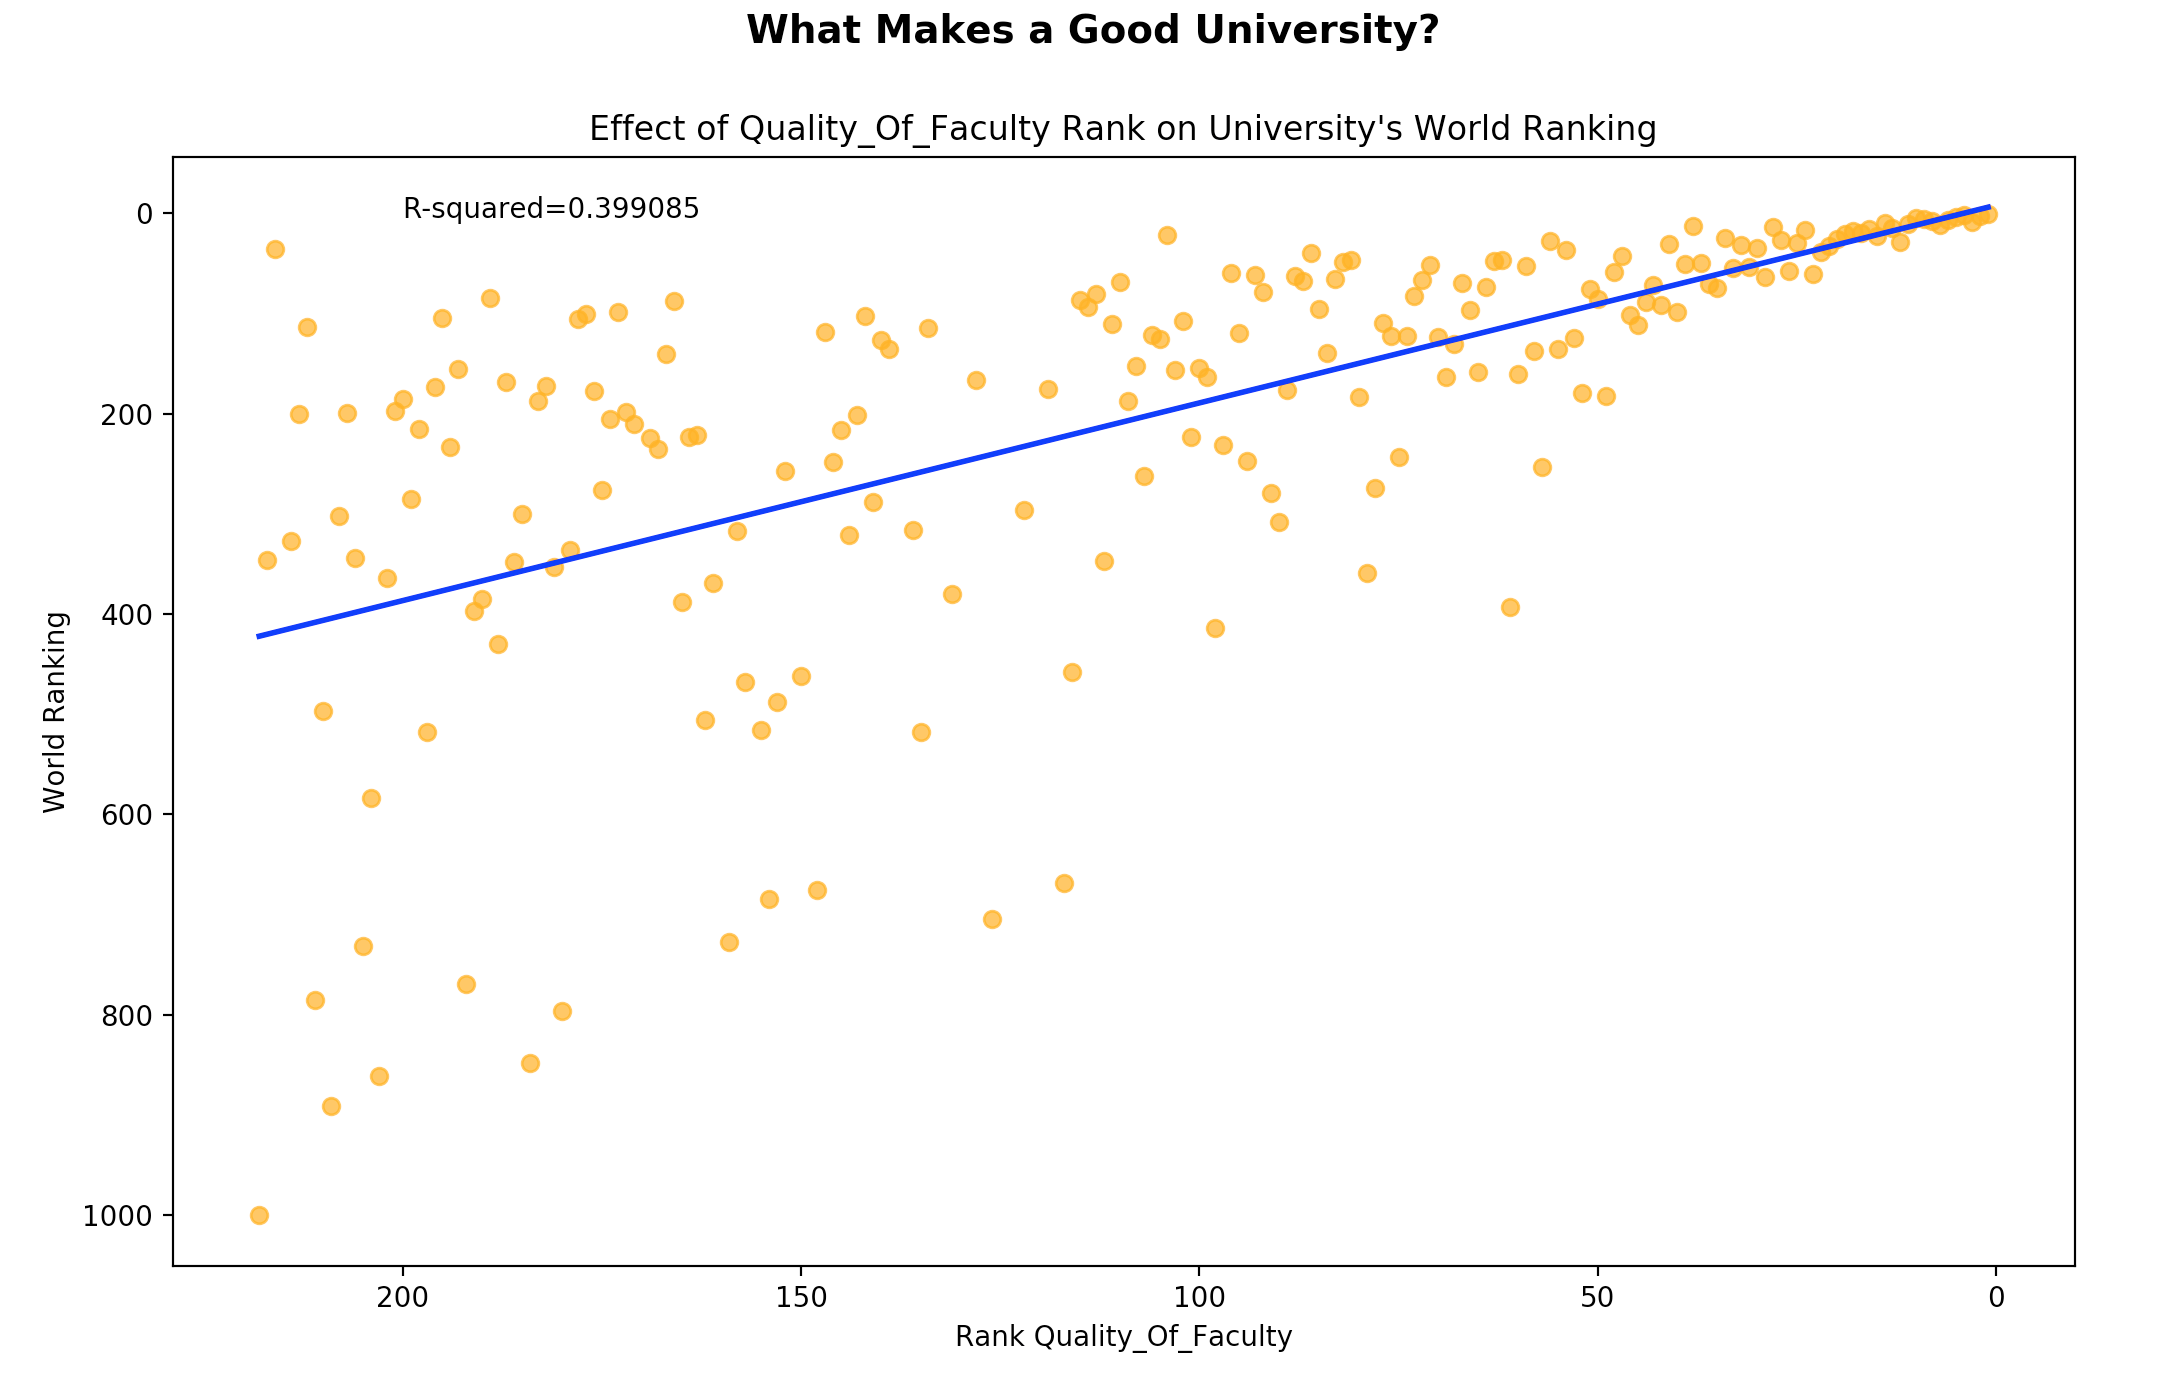 What Makes a Good University?
Effect of Quality_Of_Faculty Rank on University's World Ranking
R-squared=0.399085
World Ranking
0
200
400
600
800
1000
200
150
100
50
0
Rank Quality_Of_Faculty